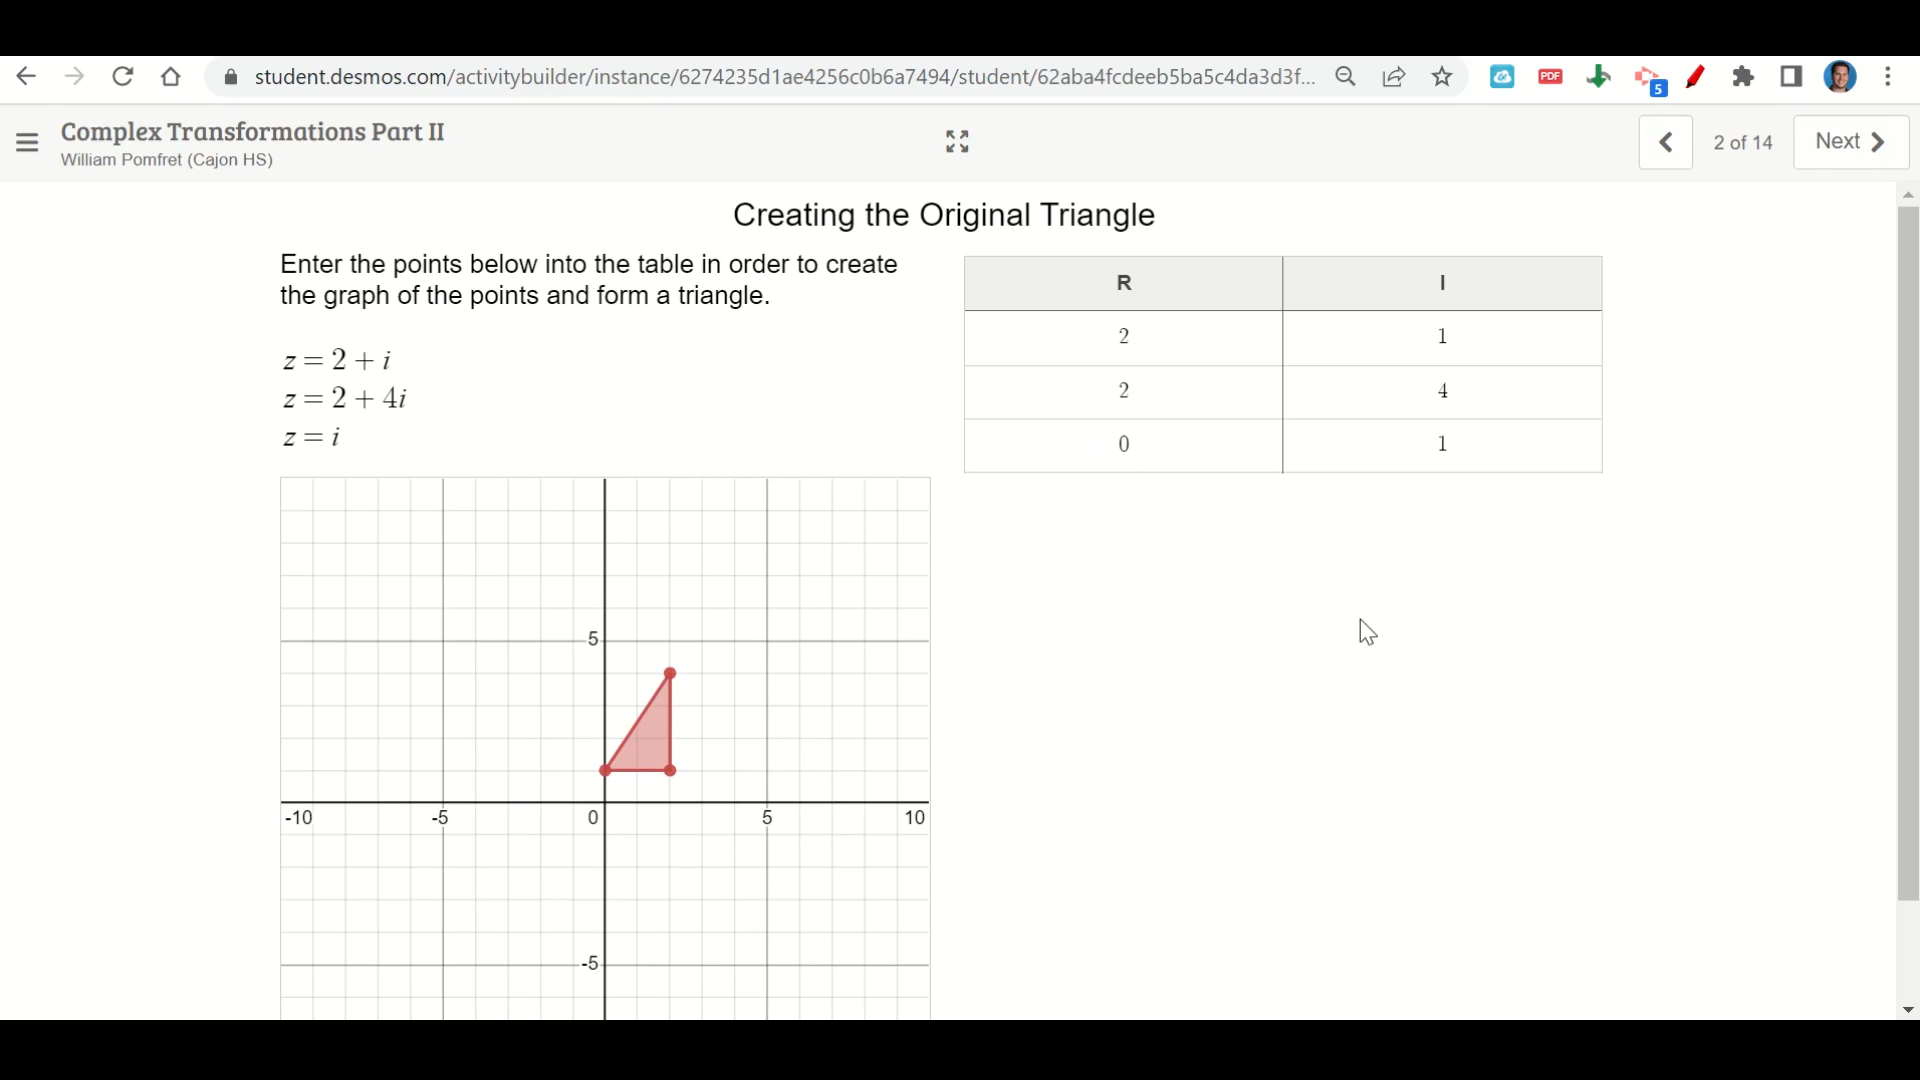 student.desmos.com/activitybuilder/instance/6274235d1ae4256c0b6a7494/student/62aba4fcdeeb5ba5c4da3d3f...
PDF
5
Complex Transformations Part II
William Pomfret (Cajon HS)
2 of 14
Next
Creating the Original Triangle
Enter the points below into the table in order to create
the graph of the points and form a triangle.
z = 2 + i
z = 2 + 4i
z = i
R I
2 1
2 4
0 1
5
-10 -5 0 5 10
-5